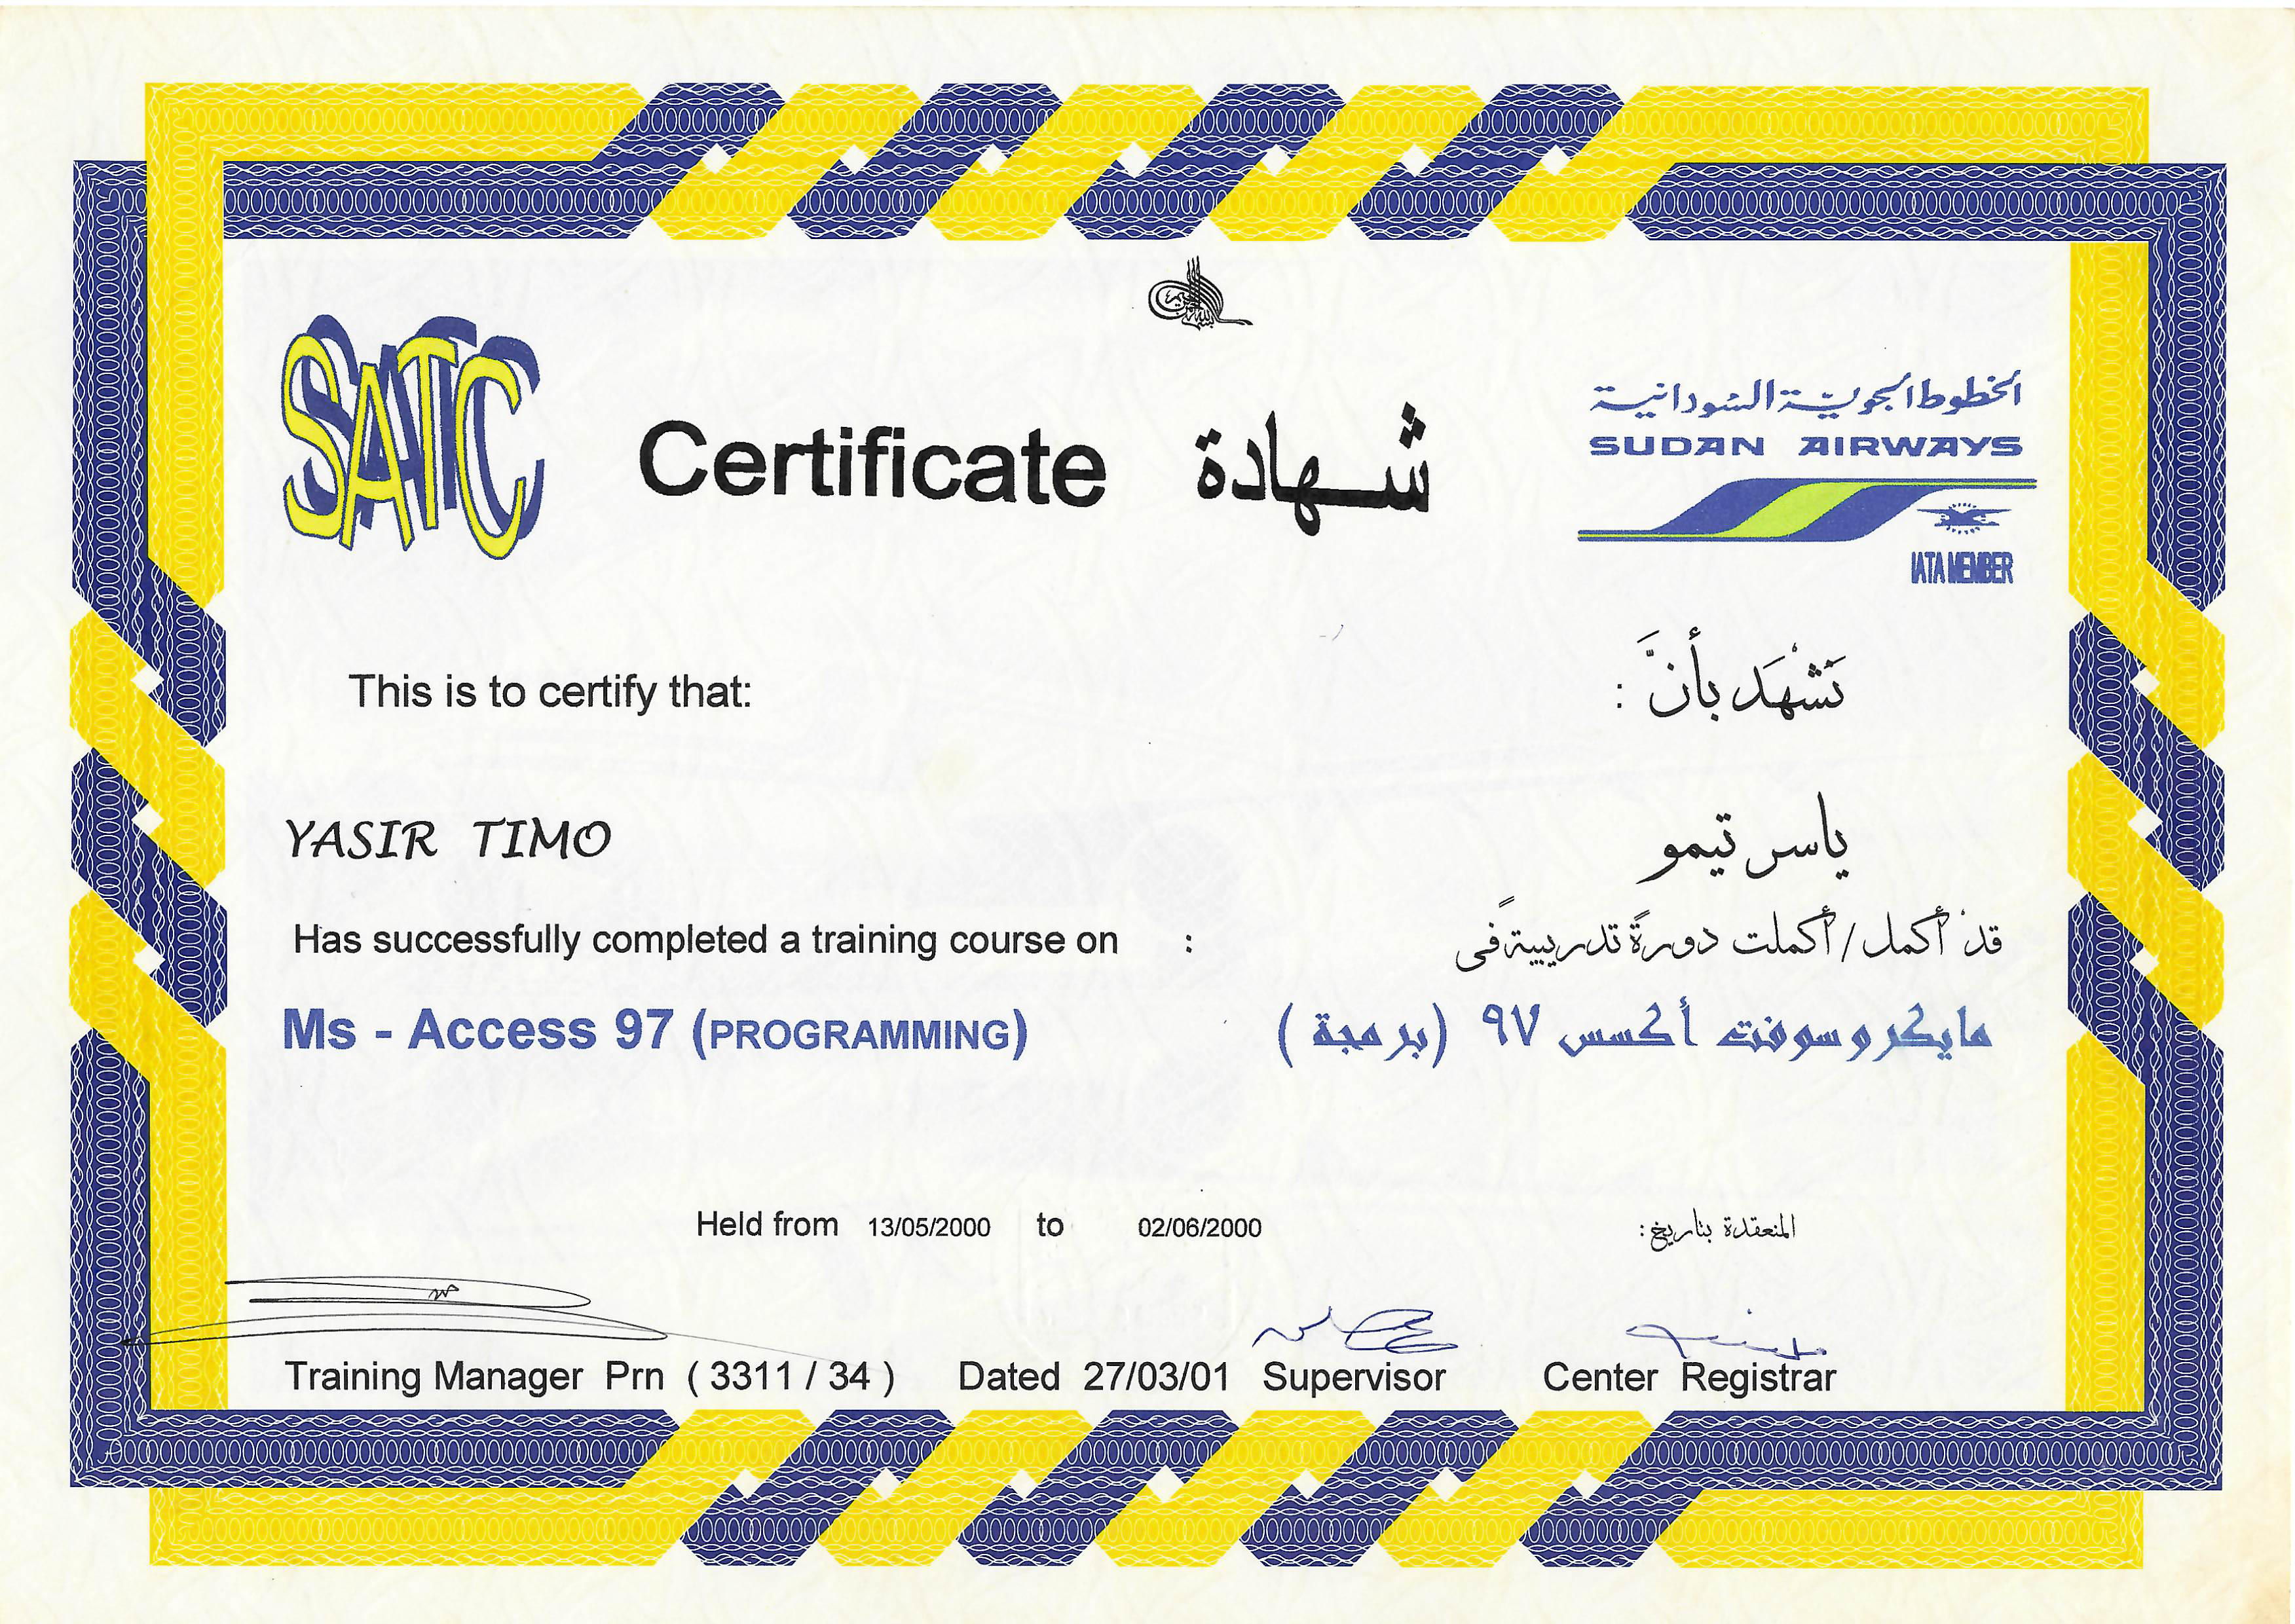 بسم الله الرحمن الرحيم
SATC
Certificate شهادة
الخطوط الجوية السودانية
SUDAN AIRWAYS
IATA MEMBER
This is to certify that:
نَشْهَد بأنَّ :
YASIR TIMO
ياسر تيمو
Has successfully completed a training course on :
قد أكمل / أكملت دورةً تدريبيةً فى
Ms - Access 97 (PROGRAMMING)
مايكروسوفت أكسس ٩٧ (برمجة )
Held from 13/05/2000 to 02/06/2000
المنعقدة بتاريخ:
Training Manager Prn ( 3311 / 34 ) Dated 27/03/01 Supervisor Center Registrar